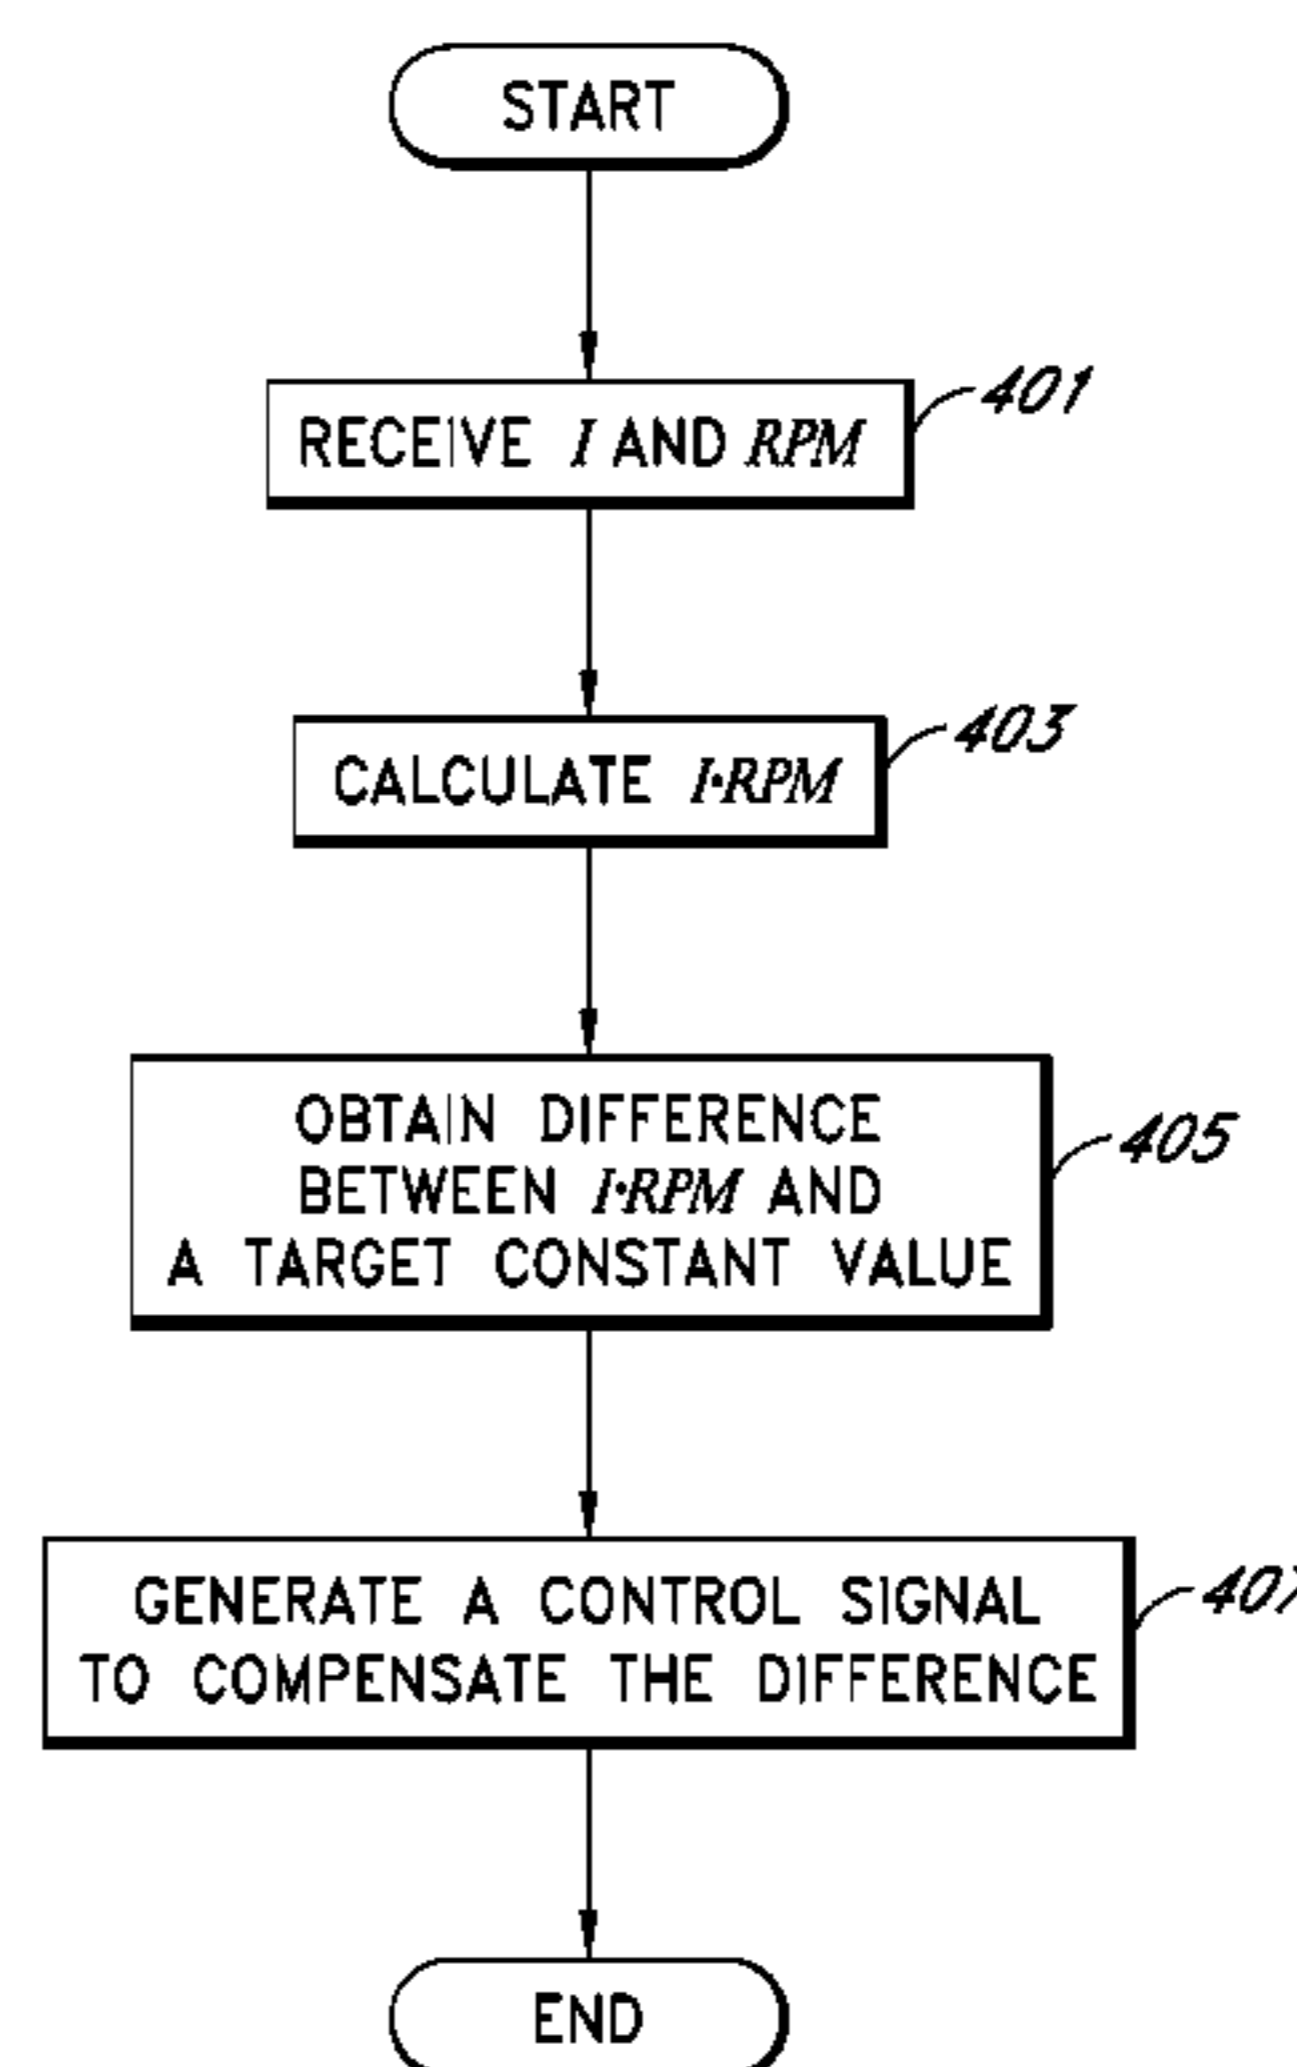 START
RECEIVE I AND RPM
401
CALCULATE I·RPM
403
OBTAIN DIFFERENCE
BETWEEN I·RPM AND
A TARGET CONSTANT VALUE
405
GENERATE A CONTROL SIGNAL
TO COMPENSATE THE DIFFERENCE
407
END